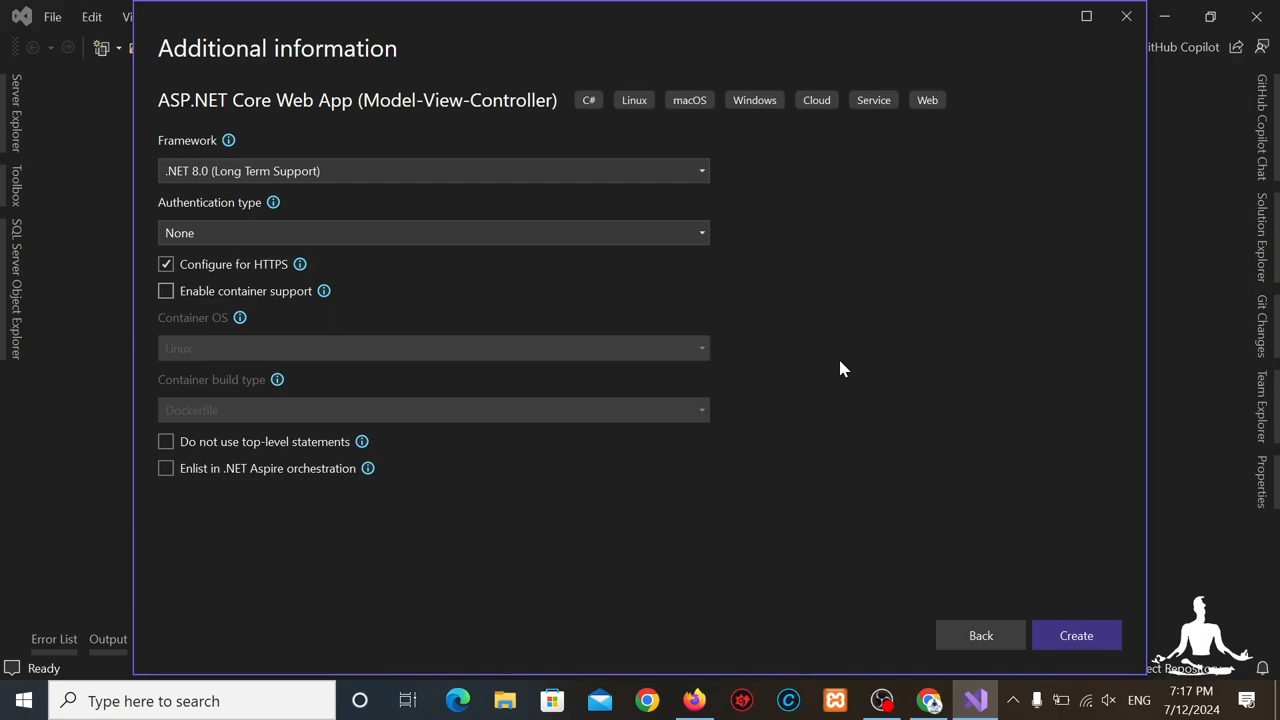 File Edit Vi
Additional information
itHub Copilot
ASP.NET Core Web App (Model-View-Controller) C# Linux macOS Windows Cloud Service Web
Framework
.NET 8.0 (Long Term Support)
Authentication type
None
Configure for HTTPS
Enable container support
Container OS
Linux
Container build type
Dockerfile
Do not use top-level statements
Enlist in .NET Aspire orchestration
Back Create
Server Explorer
Toolbox
SQL Server Object Explorer
GitHub Copilot Chat
Solution Explorer
Git Changes
Team Explorer
Properties
Error List Output
Ready
ect Repository
Type here to search
ENG
7:17 PM
7/12/2024